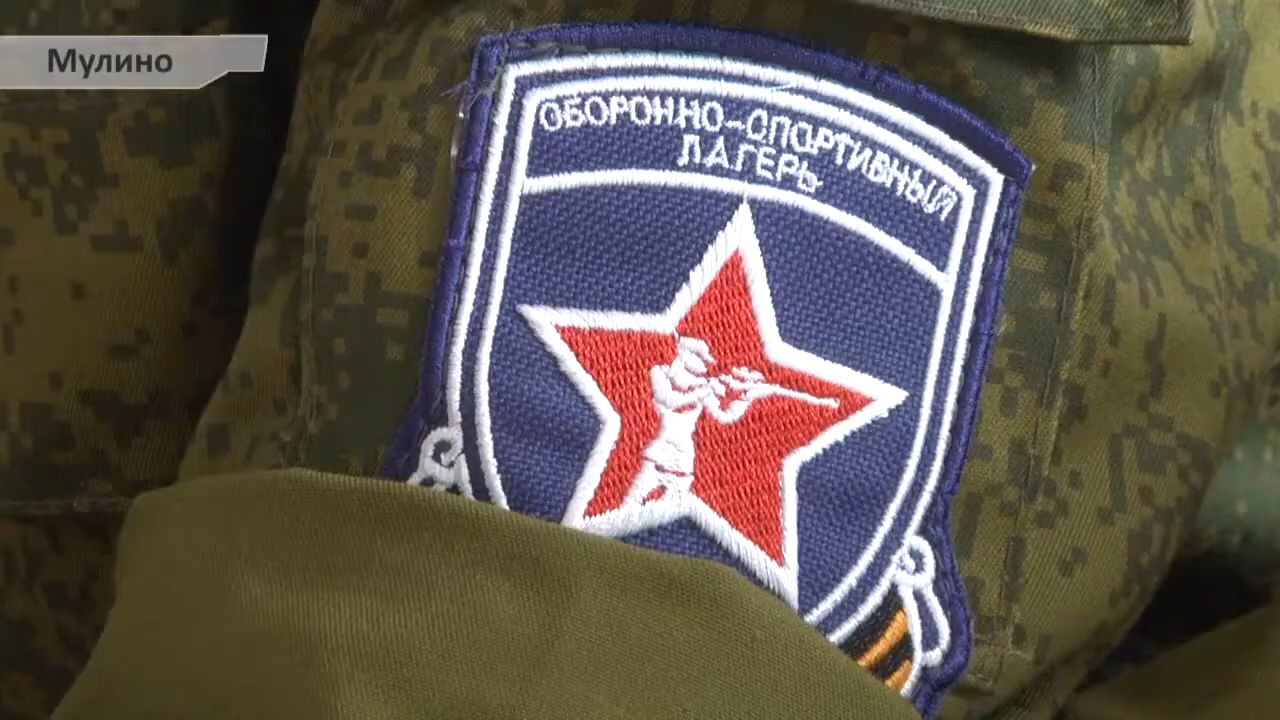 Мулино
ОБОРОННО-СПОРТИВНЫЙ
ЛАГЕРЬ